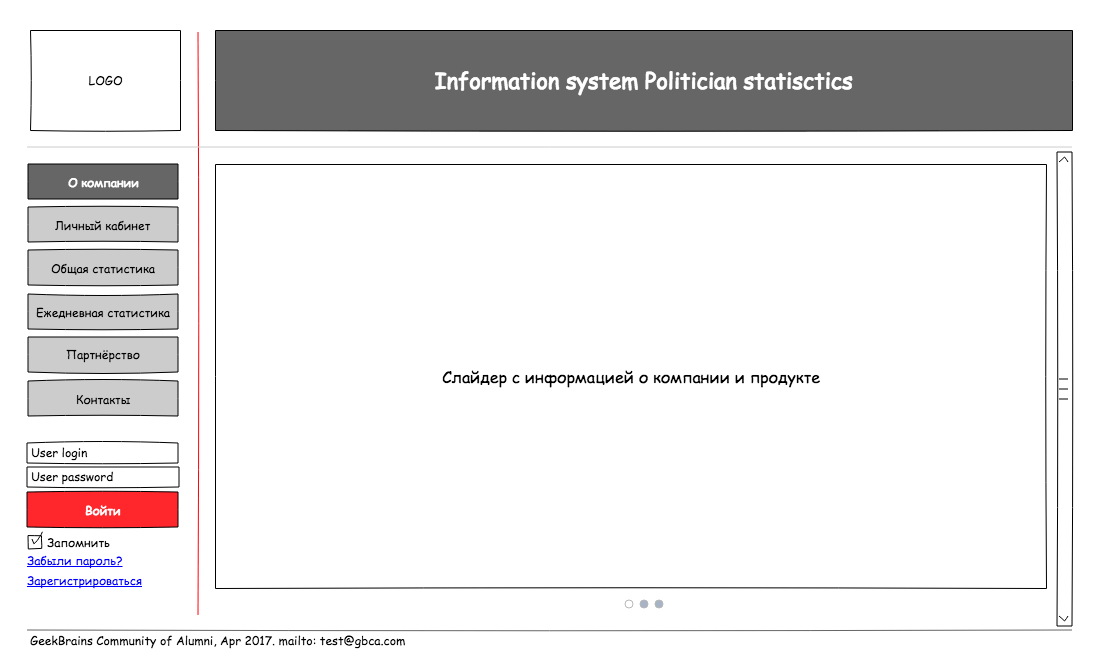 LOGO
Information system Politician statisctics
О компании
Личный кабинет
Общая статистика
Ежедневная статистика
Партнёрство
Контакты
User login
User password
Войти
Запомнить
Забыли пароль?
Зарегистрироваться
Слайдер с информацией о компании и продукте
GeekBrains Community of Alumni, Apr 2017. mailto: test@gbca.com